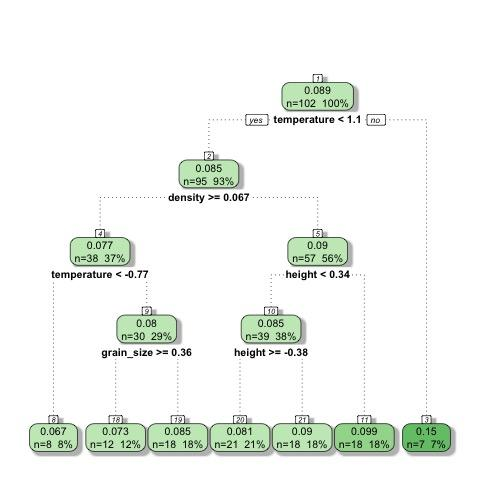 1
0.089
n=102 100%
yes temperature < 1.1 no
2
0.085
n=95 93%
density >= 0.067
4
0.077
n=38 37%
temperature < -0.77
5
0.09
n=57 56%
height < 0.34
9
0.08
n=30 29%
grain_size >= 0.36
10
0.085
n=39 38%
height >= -0.38
8
0.067
n=8 8%
18
0.073
n=12 12%
19
0.085
n=18 18%
20
0.081
n=21 21%
21
0.09
n=18 18%
11
0.099
n=18 18%
3
0.15
n=7 7%